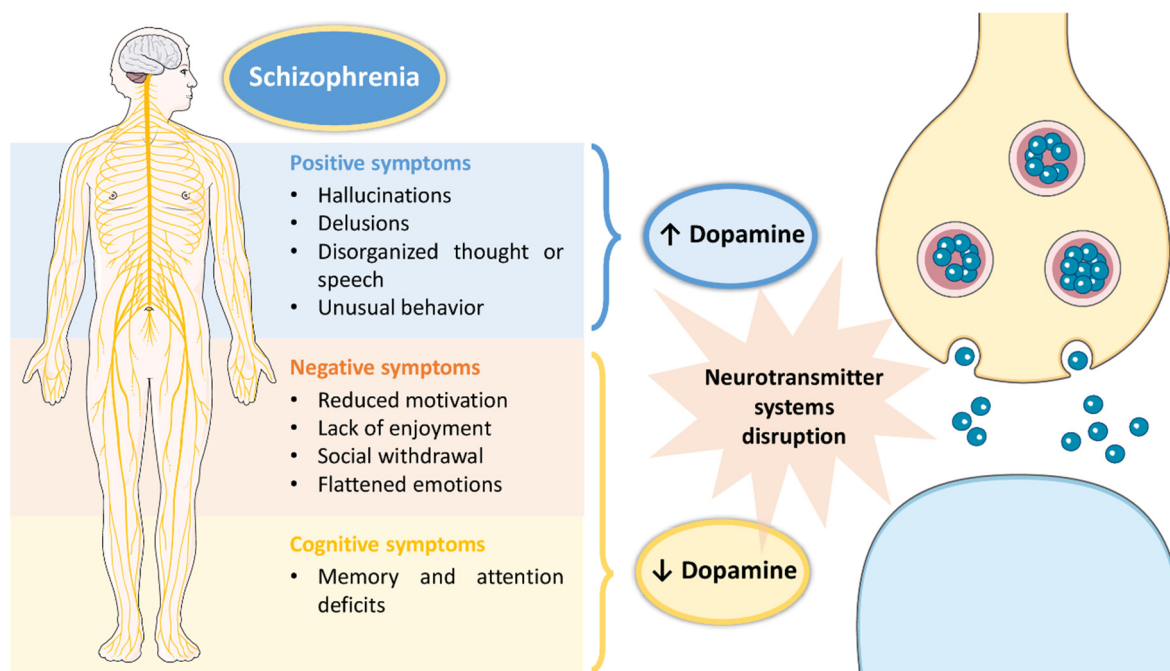 Schizophrenia
Positive symptoms
• Hallucinations
• Delusions
• Disorganized thought or
speech
• Unusual behavior
↑ Dopamine
Negative symptoms
• Reduced motivation
• Lack of enjoyment
• Social withdrawal
• Flattened emotions
Neurotransmitter
systems
disruption
Cognitive symptoms
• Memory and attention
deficits
↓ Dopamine